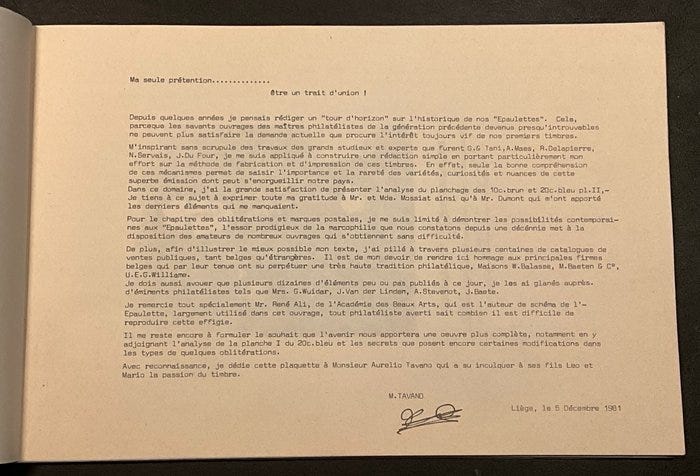 Ma seule prétention.............
être un trait d'union !
Depuis quelques années je pensais rédiger un "tour d'horizon" sur l'historique de nos "Epaulettes". Cela,
parceque les savants ouvrages des maîtres philatélistes de la génération précédente devenus presqu'introuvables
ne peuvent plus satisfaire la demande actuelle que procure l'intérêt toujours vif de nos premiers timbres.
M'inspirant sans scrupules des travaux des grands studieux et experts que furent G.G Tani,A.Maes, R.Delapierre,
N.Servais, J.Du Four, je me suis appliqué à construire une rédaction simple en portant particulièrement mon
effort sur la méthode de fabrication et d'impression de ces timbres. En effet, seule la bonne compréhension
de ces mécanismes permet de saisir l'importance et la rareté des variétés, curiosités et nuances de cette
superbe émission dont peut s'enorgueillir notre pays.
Dans ce domaine, j'ai la grande satisfaction de présenter l'analyse du planchage des 10c.brun et 20c.bleu pl.II,-
Je tiens à ce sujet à exprimer toute ma gratitude à Mr. et Mde. Mossiat ainsi qu'à Mr. Dumont qui m'ont apporté
les derniers éléments qui me manquaient.
Pour le chapitre des oblitérations et marques postales, je me suis limité à démontrer les possibilités contemporai-
nes aux "Epaulettes", l'essor prodigieux de la marcophilie que nous constatons depuis une décennie met à la
disposition des amateurs de nombreux ouvrages qui s'obtiennent sans difficulté.
De plus, afin d'illustrer le mieux possible mon texte, j'ai pillé à travers plusieurs centaines de catalogues de
ventes publiques, tant belges qu'étrangères. Il est de mon devoir de rendre ici hommage aux principales firmes
belges qui par leur tenue ont su perpétuer une très haute tradition philatélique, Maisons W.Balasse, M.Baeten & C°,
U.E.G.Williame.
Je dois aussi avouer que plusieurs dizaines d'éléments peu ou pas publiés à ce jour, je les ai glanés auprès.
d'éminents philatélistes tels que Mrs. G.Wuidar, J.Van der Linden, A.Stevenot, J.Baete.
Je remercie tout spécialement Mr. René Ali, de l'Académie des Beaux Arts, qui est l'auteur de schéma de l'-
Epaulette, largement utilisé dans cet ouvrage, tout philatéliste averti sait combien il est difficile de
reproduire cette effigie.
Il me reste encore à formuler le souhait que l'avenir nous apportera une oeuvre plus complète, notamment en y
adjoignant l'analyse de la planche I du 20c.bleu et les secrets que posent encore certaines modifications dans
les types de quelques oblitérations.
Avec reconnaissance, je dédie cette plaquette à Monsieur Aurelio Tavano qui a su inculquer à ses fils Leo et
Mario la passion du timbre.
M.TAVANO
Liège, le 5 Décembre 1981